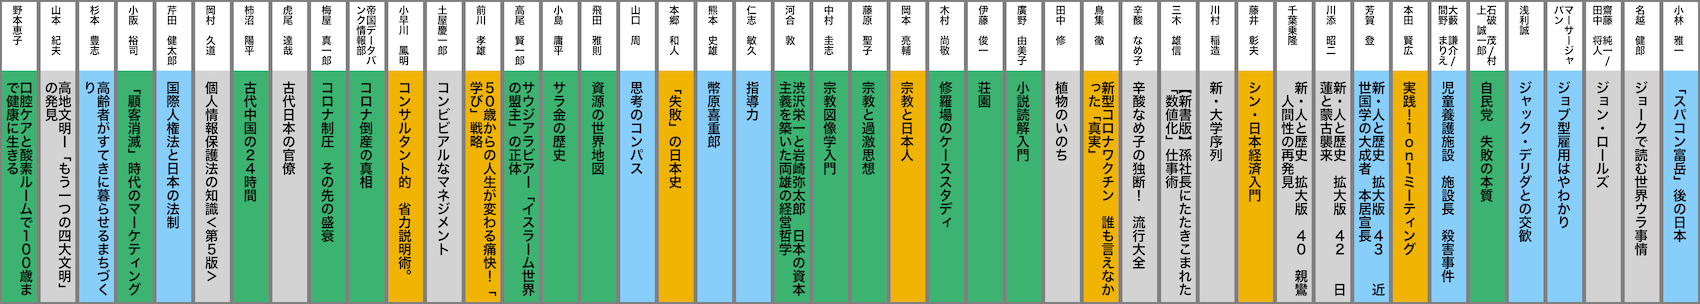 小林　雅一
「スパコン富岳」後の日本
名越　健郎
ジョークで読む世界ウラ事情
齋藤　純一/
田中　将人
ジョン・ロールズ
マーサージャ
パン
ジョブ型雇用はやわかり
浅利誠
ジャック・デリダとの交歓
石破　茂/村
上　誠一郎
自民党　失敗の本質
大藪　謙介/
間野　まりえ
児童養護施設　施設長　殺害事件
本田　賢広
実践！1on1ミーティング
芳賀　登
新・人と歴史　拡大版　４３　近
世国学の大成者　本居宣長
川添　昭二
新・人と歴史　拡大版　４２　日
蓮と蒙古襲来
千葉乗隆
新・人と歴史　拡大版　４０　親鸞
　人間性の再発見
藤井　彰夫
シン・日本経済入門
川村　稲造
新・大学序列
三木　雄信
【新書版】孫社長にたたきこまれた
「数値化」仕事術
辛酸　なめ子
辛酸なめ子の独断！　流行大全
鳥集　徹
新型コロナワクチン　誰も言えなか
った「真実」
田中　修
植物のいのち
廣野　由美子
小説読解入門
伊藤　俊一
荘園
木村　尚敬
修羅場のケーススタディ
岡本　亮輔
宗教と日本人
藤原　聖子
宗教と過激思想
中村　圭志
宗教図像学入門
河合　敦
渋沢栄一と岩崎弥太郎　日本の資本
主義を築いた両雄の経営哲学
仁志　敏久
指導力
熊本　史雄
幣原喜重郎
本郷　和人
「失敗」の日本史
山口　周
思考のコンパス
飛田　雅則
資源の世界地図
小島　庸平
サラ金の歴史
高尾　賢一郎
サウジアラビアー「イスラーム世界
の盟主」の正体
前川　孝雄
５０歳からの人生が変わる痛快！「
学び」戦略
土屋慶一郎
コンビビアルなマネジメント
小早川　鳳明
コンサルタント的　省力説明術。
帝国データバ
ンク情報部
コロナ倒産の真相
梅屋　真一郎
コロナ制圧　その先の盛衰
虎尾　達哉
古代日本の官僚
柿沼　陽平
古代中国の２４時間
岡村　久道
個人情報保護法の知識＜第５版＞
芹田　健太郎
国際人権法と日本の法制
小阪　裕司
「顧客消滅」時代のマーケティング
杉本　豊志
高齢者がすてきに暮らせるまちづく
り
山本　紀夫
高地文明ー「もう一つの四大文明」
の発見
野本恵子
口腔ケアと酸素ルームで１００歳ま
で健康に生きる